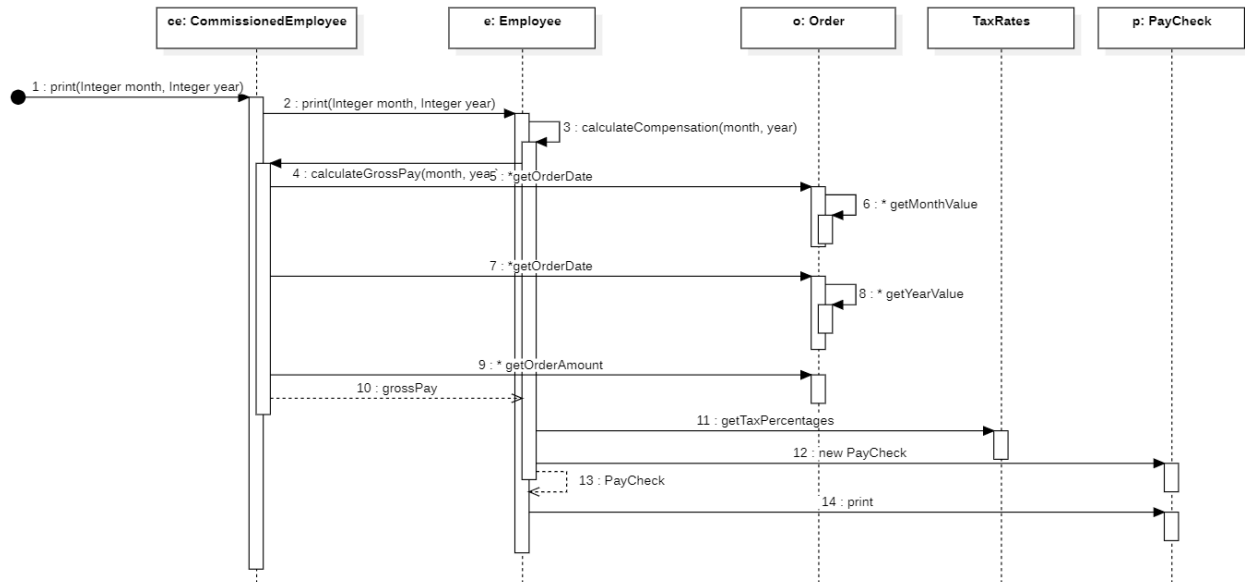 ce: CommissionedEmployee
e: Employee
o: Order
TaxRates
p: PayCheck
1 : print(Integer month, Integer year)
2 : print(Integer month, Integer year)
3 : calculateCompensation(month, year)
4 : calculateGrossPay(month, year)
5 : *getOrderDate
6 : * getMonthValue
7 : *getOrderDate
8 : * getYearValue
9 : * getOrderAmount
10 : grossPay
11 : getTaxPercentages
12 : new PayCheck
13 : PayCheck
14 : print